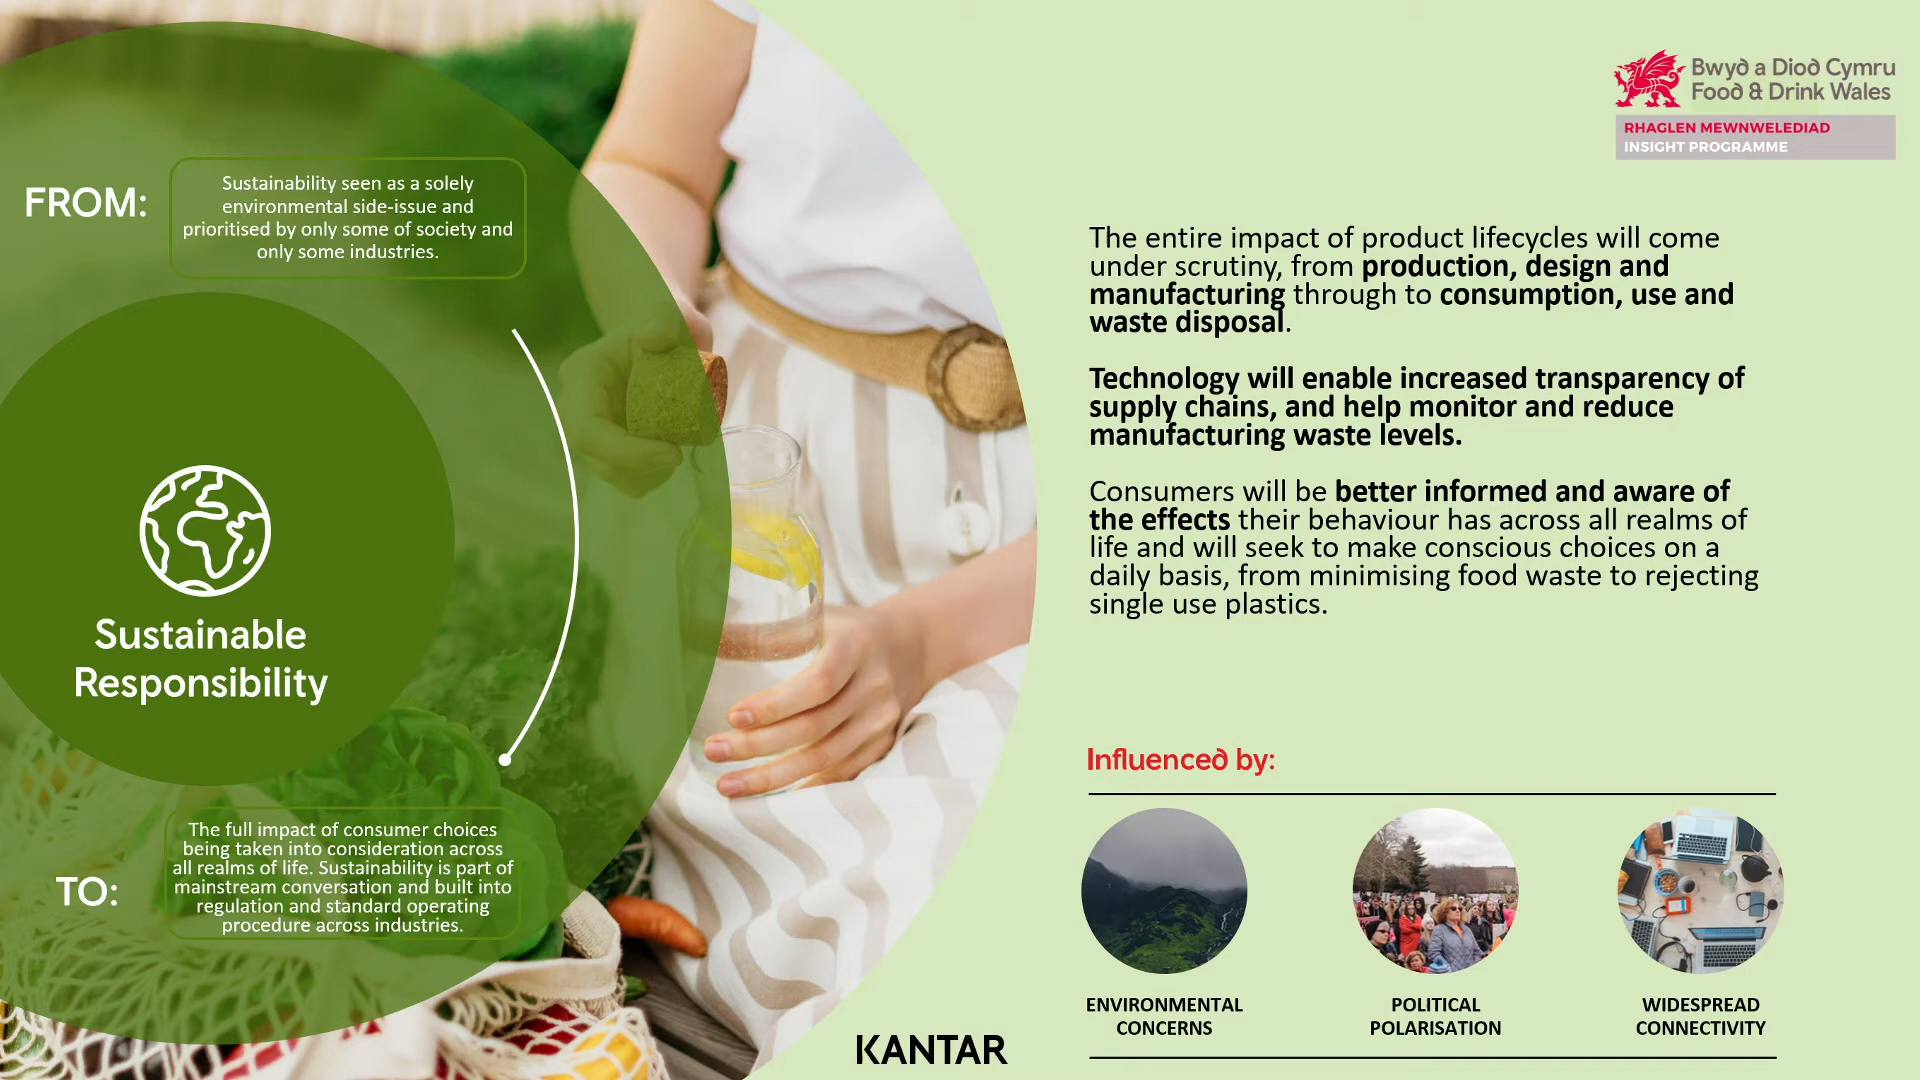 Bwyd a Diod Cymru
Food & Drink Wales
RHAGLEN MEWNWELEDIAD
INSIGHT PROGRAMME
FROM:
Sustainability seen as a solely
environmental side-issue and
prioritised by only some of society and
only some industries.
Sustainable
Responsibility
TO:
The full impact of consumer choices
being taken into consideration across
all realms of life. Sustainability is part of
mainstream conversation and built into
regulation and standard operating
procedure across industries.
The entire impact of product lifecycles will come
under scrutiny, from production, design and
manufacturing through to consumption, use and
waste disposal.
Technology will enable increased transparency of
supply chains, and help monitor and reduce
manufacturing waste levels.
Consumers will be better informed and aware of
the effects their behaviour has across all realms of
life and will seek to make conscious choices on a
daily basis, from minimising food waste to rejecting
single use plastics.
Influenced by:
ENVIRONMENTAL
CONCERNS
POLITICAL
POLARISATION
WIDESPREAD
CONNECTIVITY
KANTAR